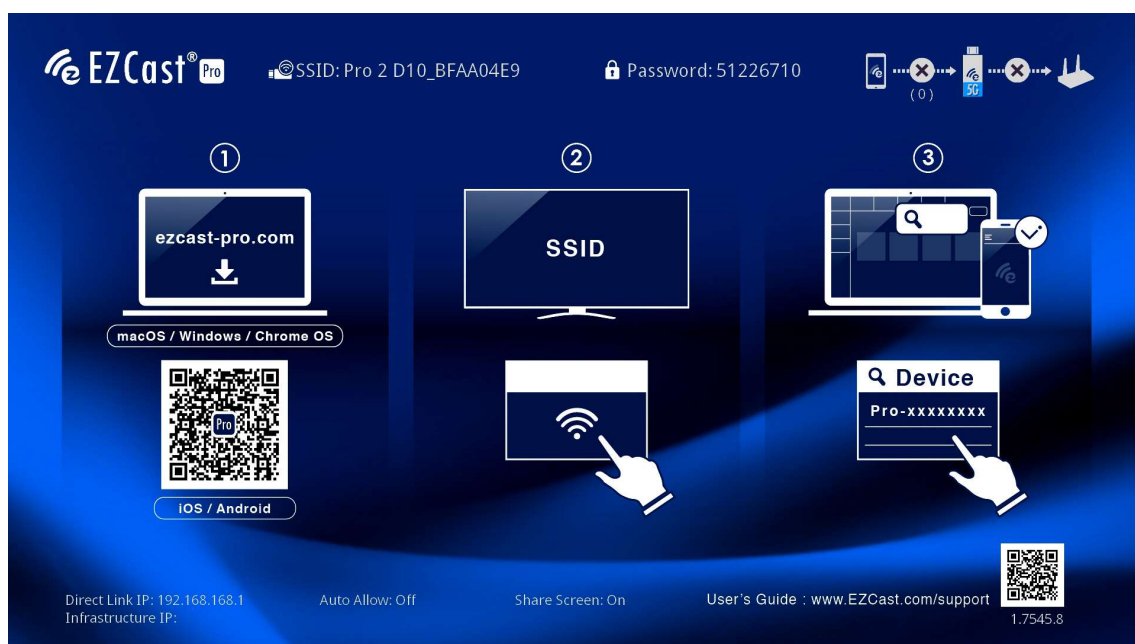 EZCast® Pro
SSID: Pro 2 D10_BFAA04E9
Password: 51226710
(0)
5G
1
2
3
ezcast-pro.com
SSID
macOS / Windows / Chrome OS
Pro
Device
Pro-xxxxxxxx
iOS / Android
Direct Link IP: 192.168.168.1
Auto Allow: Off
Share Screen: On
User's Guide : www.EZCast.com/support
Infrastructure IP:
1.7545.8